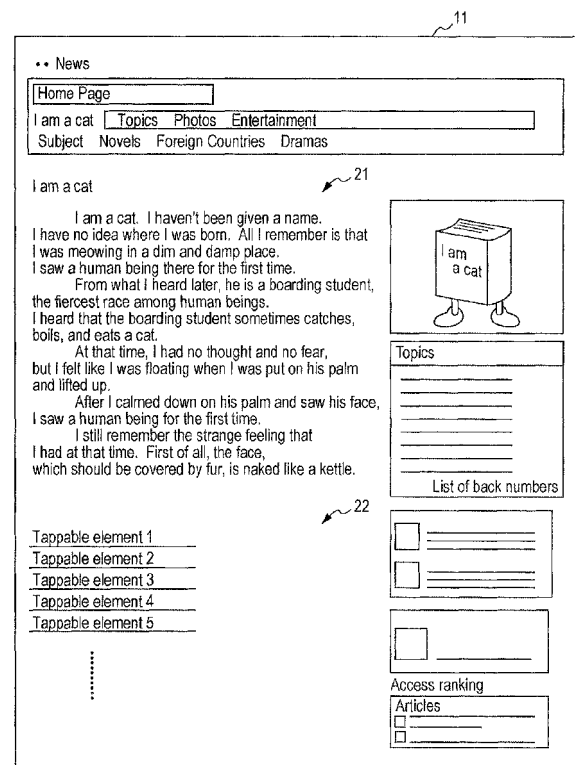 11
•• News
Home Page
I am a cat Topics Photos Entertainment
Subject Novels Foreign Countries Dramas
I am a cat
21
I am a cat. I haven't been given a name.
I have no idea where I was born. All I remember is that
I was meowing in a dim and damp place.
I saw a human being there for the first time.
From what I heard later, he is a boarding student,
the fiercest race among human beings.
I heard that the boarding student sometimes catches,
boils, and eats a cat.
At that time, I had no thought and no fear,
but I felt like I was floating when I was put on his palm
and lifted up.
After I calmed down on his palm and saw his face,
I saw a human being for the first time.
I still remember the strange feeling that
I had at that time. First of all, the face,
which should be covered by fur, is naked like a kettle.
22
Tappable element 1
Tappable element 2
Tappable element 3
Tappable element 4
Tappable element 5
I am
a cat
Topics
List of back numbers
Access ranking
Articles